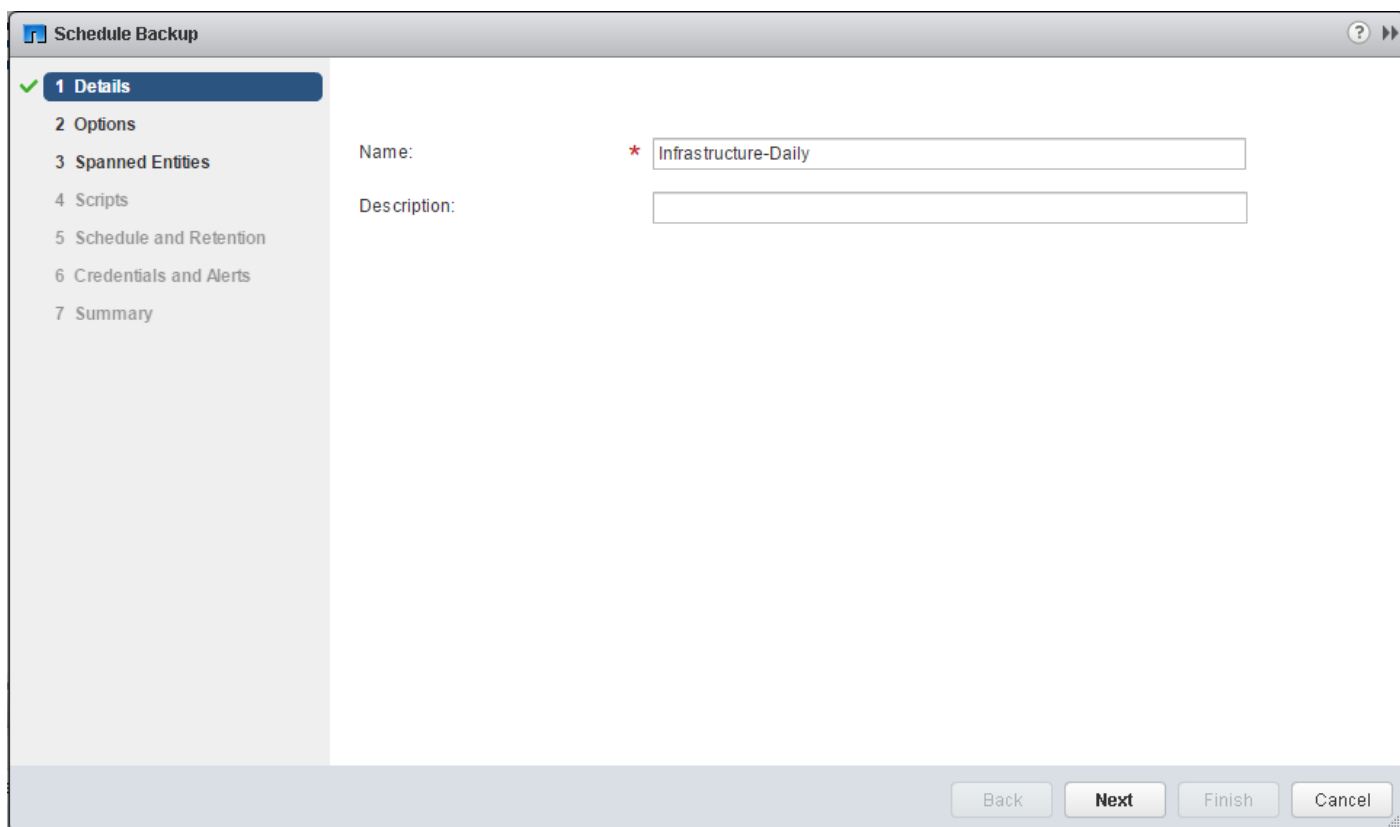 Schedule Backup
?
1 Details
2 Options
3 Spanned Entities
4 Scripts
5 Schedule and Retention
6 Credentials and Alerts
7 Summary
Name: * Infrastructure-Daily
Description:
Back Next Finish Cancel